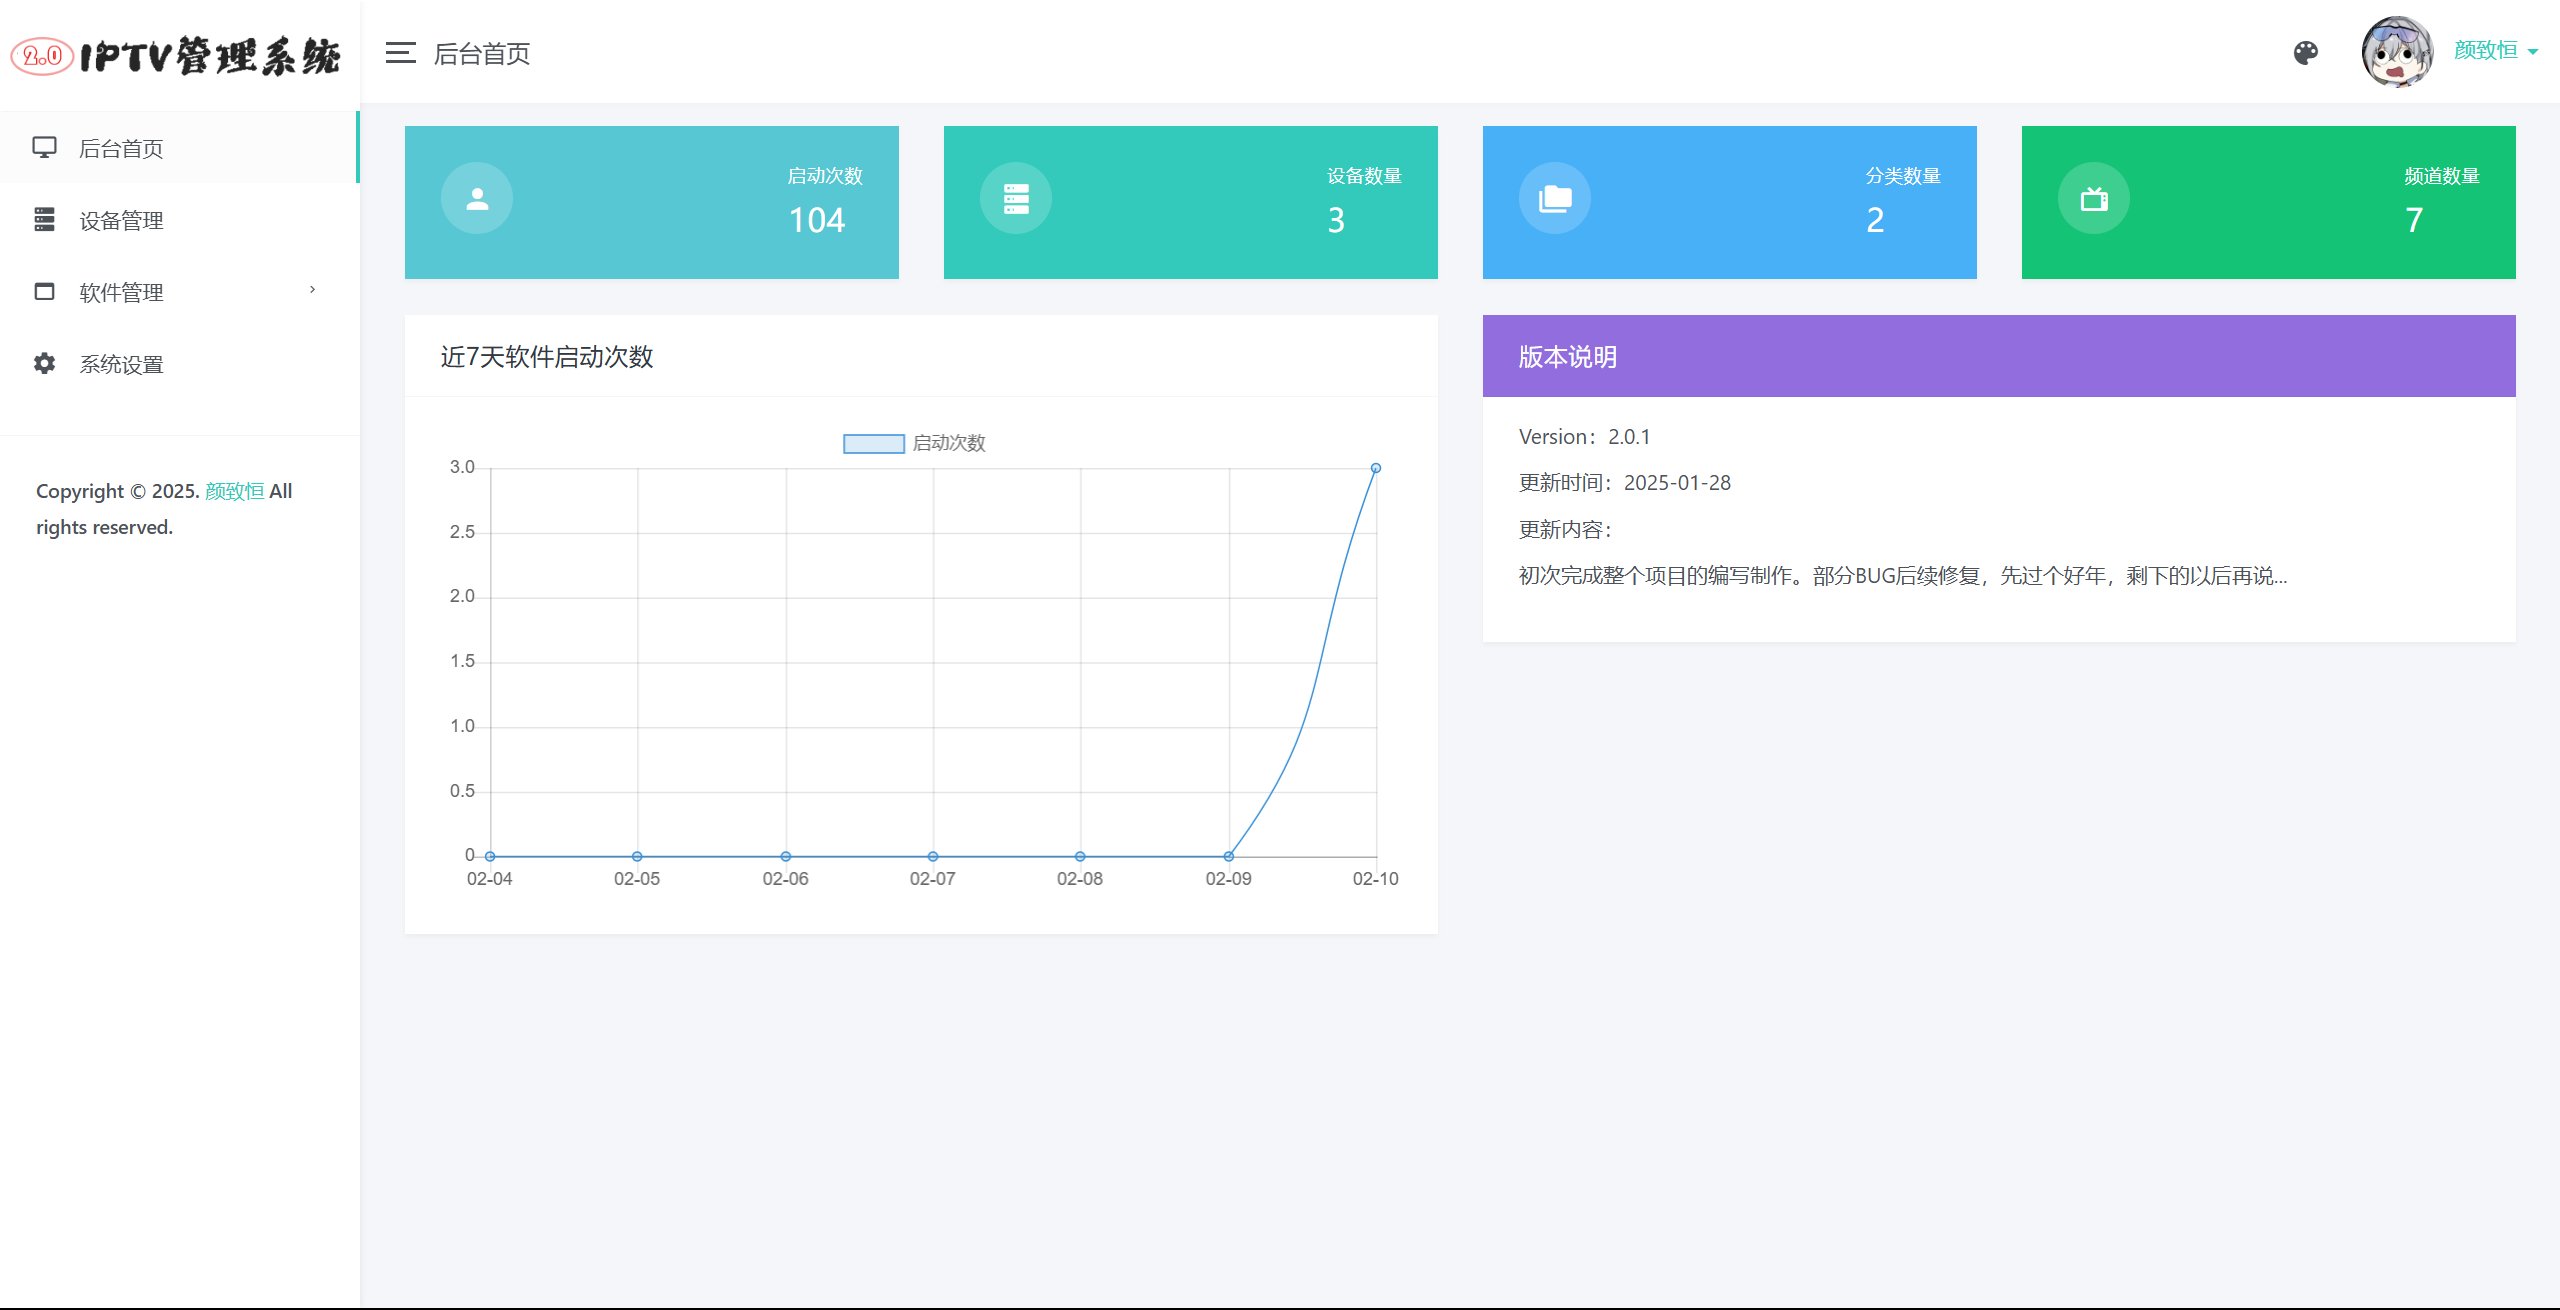 2.0 IPTV管理系统
后台首页
颜致恒
后台首页
设备管理
软件管理
系统设置
Copyright © 2025. 颜致恒 All
rights reserved.
启动次数
104
设备数量
3
分类数量
2
频道数量
7
近7天软件启动次数
启动次数
3.0
2.5
2.0
1.5
1.0
0.5
0
02-04 02-05 02-06 02-07 02-08 02-09 02-10
版本说明
Version：2.0.1
更新时间：2025-01-28
更新内容：
初次完成整个项目的编写制作。部分BUG后续修复，先过个好年，剩下的以后再说...